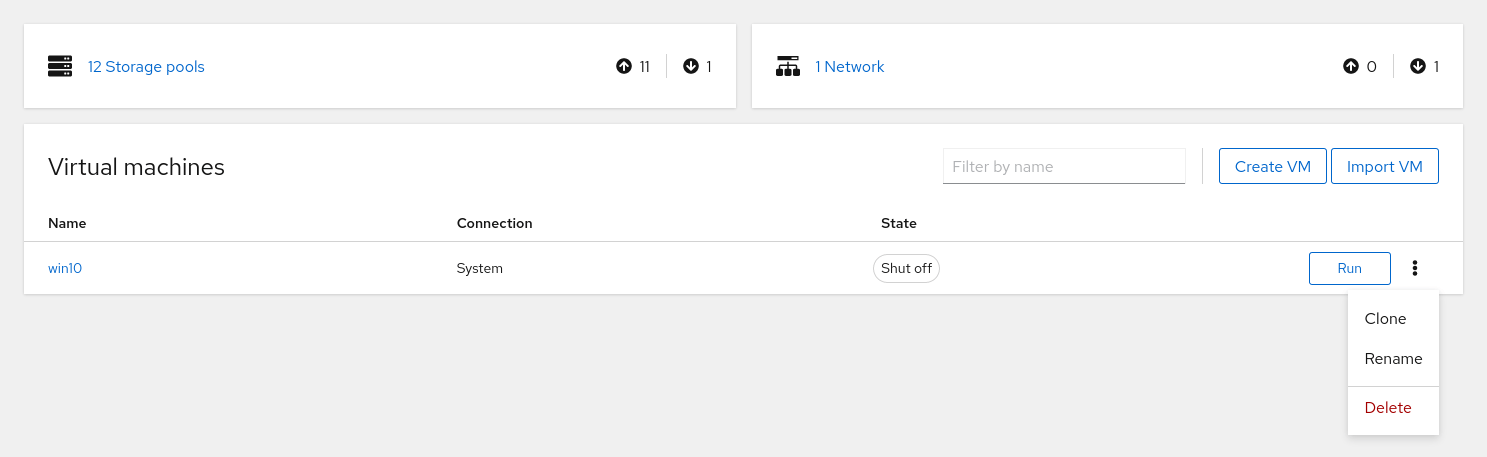 12 Storage pools 11 1
1 Network 0 1
Virtual machines Filter by name Create VM Import VM
Name Connection State
win10 System Shut off Run
Clone
Rename
Delete